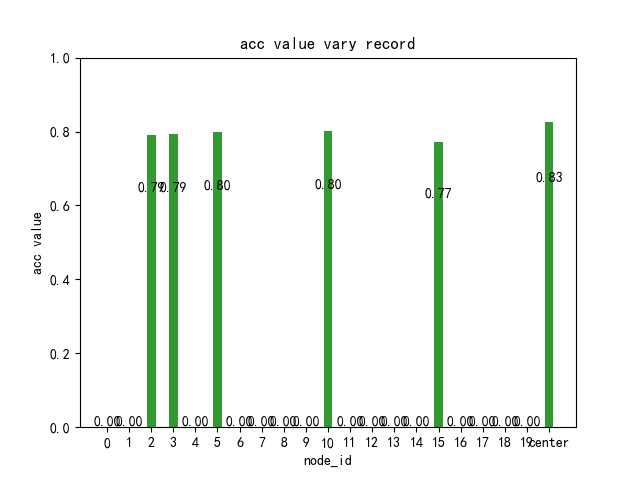 acc value vary record
1.0
0.8
0.6
0.4
0.2
0.0
acc value
0.83
0.79 0.79 0.80 0.80
0.77
0.00 0.00 0.00 0.00 0.00 0.00 0.00 0.00 0.00 0.00 0.00 0.00 0.00 0.00 0.00
0 1 2 3 4 5 6 7 8 9 10 11 12 13 14 15 16 17 18 19 center
node_id